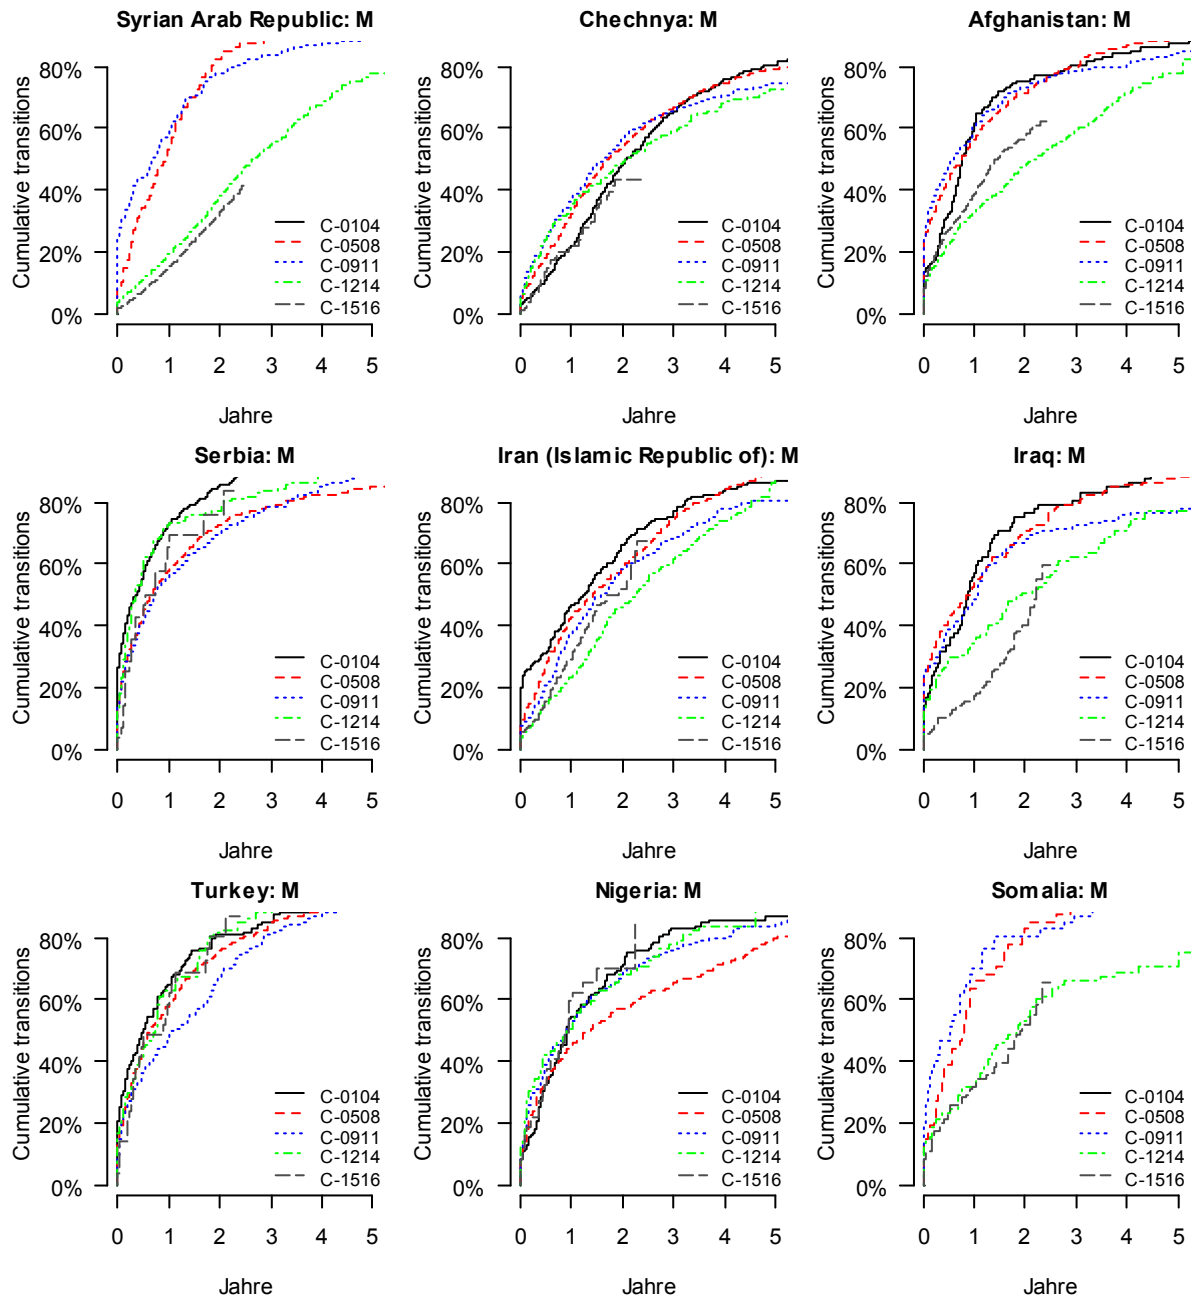 Syrian Arab Republic: M
Cumulative transitions
80%
60%
40%
20%
0%
C-0104
C-0508
C-0911
C-1214
C-1516
0 1 2 3 4 5
Jahre
Chechnya: M
Cumulative transitions
80%
60%
40%
20%
0%
C-0104
C-0508
C-0911
C-1214
C-1516
0 1 2 3 4 5
Jahre
Afghanistan: M
Cumulative transitions
80%
60%
40%
20%
0%
C-0104
C-0508
C-0911
C-1214
C-1516
0 1 2 3 4 5
Jahre
Serbia: M
Cumulative transitions
80%
60%
40%
20%
0%
C-0104
C-0508
C-0911
C-1214
C-1516
0 1 2 3 4 5
Jahre
Iran (Islamic Republic of): M
Cumulative transitions
80%
60%
40%
20%
0%
C-0104
C-0508
C-0911
C-1214
C-1516
0 1 2 3 4 5
Jahre
Iraq: M
Cumulative transitions
80%
60%
40%
20%
0%
C-0104
C-0508
C-0911
C-1214
C-1516
0 1 2 3 4 5
Jahre
Turkey: M
Cumulative transitions
80%
60%
40%
20%
0%
C-0104
C-0508
C-0911
C-1214
C-1516
0 1 2 3 4 5
Jahre
Nigeria: M
Cumulative transitions
80%
60%
40%
20%
0%
C-0104
C-0508
C-0911
C-1214
C-1516
0 1 2 3 4 5
Jahre
Somalia: M
Cumulative transitions
80%
60%
40%
20%
0%
C-0104
C-0508
C-0911
C-1214
C-1516
0 1 2 3 4 5
Jahre